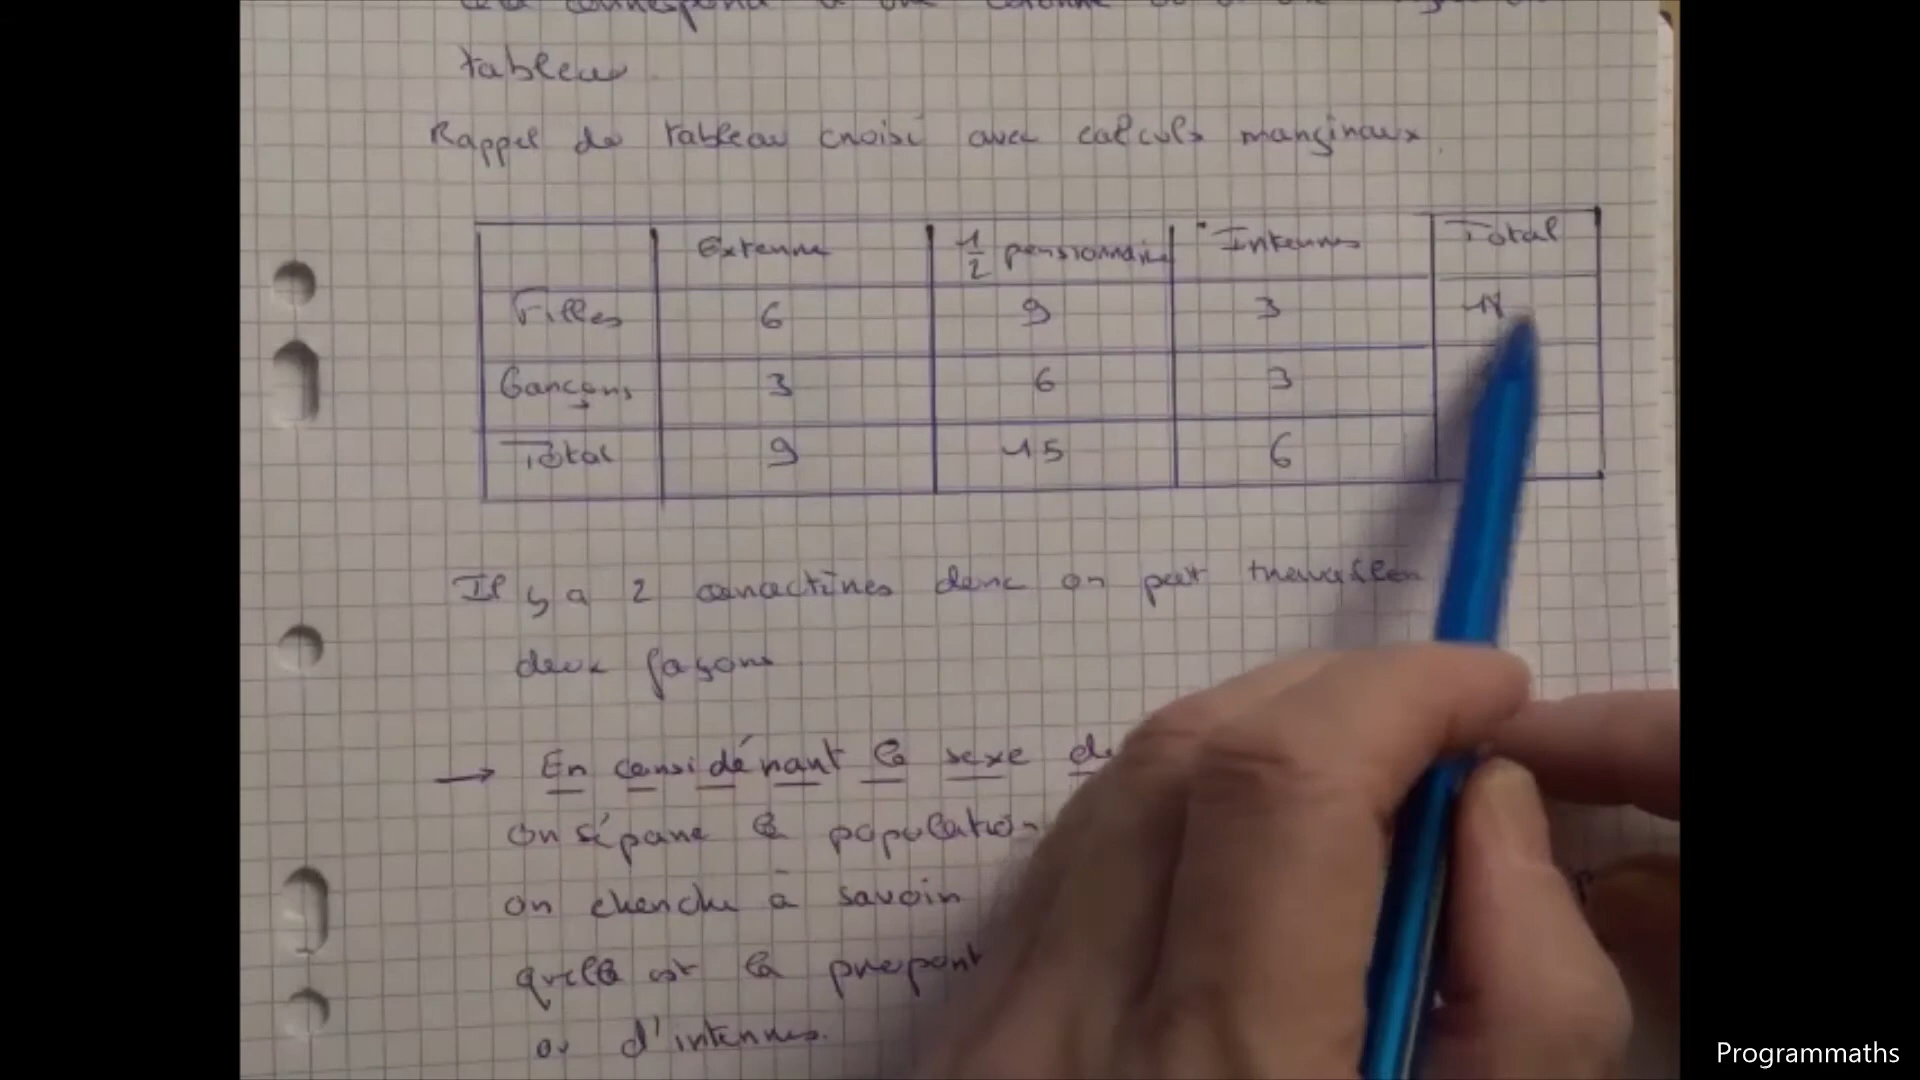 tableau
Rappel de tableau choisi avec calculs marginaux.
Externe 1/2 pensionnaire Internes Total
Filles 6 9 3 18
Garçons 3 6 3
Total 9 15 6
Il y a 2 caractères donc on peut travailler
deux façons
→ En considérant le sexe de
on sépare la population
on cherche à savoir
quelle est la proport
ou d'internes.
Programmaths